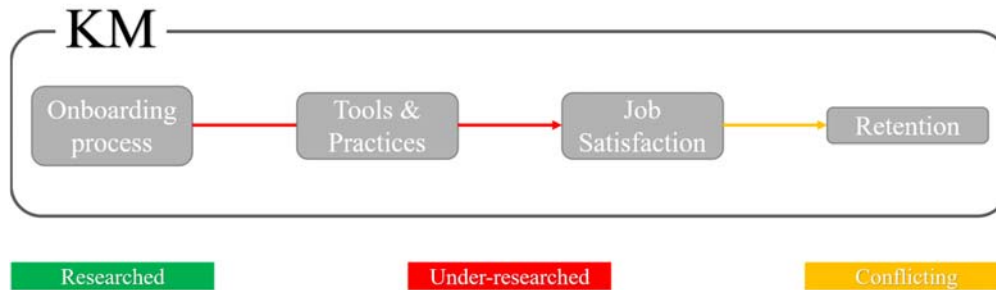 KM
Onboarding
process
Tools &
Practices
Job
Satisfaction
Retention
Researched
Under-researched
Conflicting